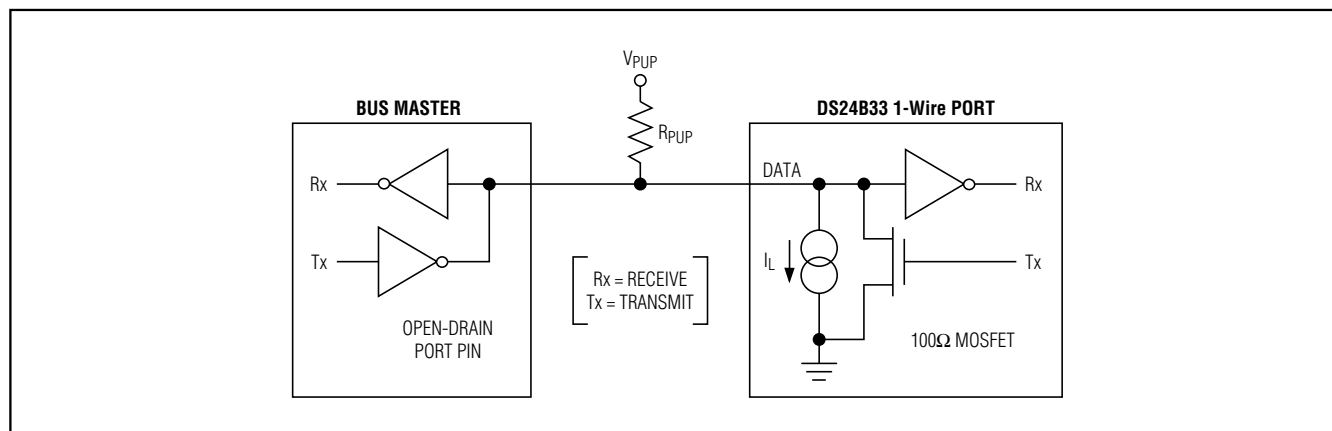 VPUP
BUS MASTER
DS24B33 1-Wire PORT
RPUP
Rx
DATA
Rx
Tx
IL
Tx
Rx = RECEIVE
Tx = TRANSMIT
OPEN-DRAIN
PORT PIN
100Ω MOSFET